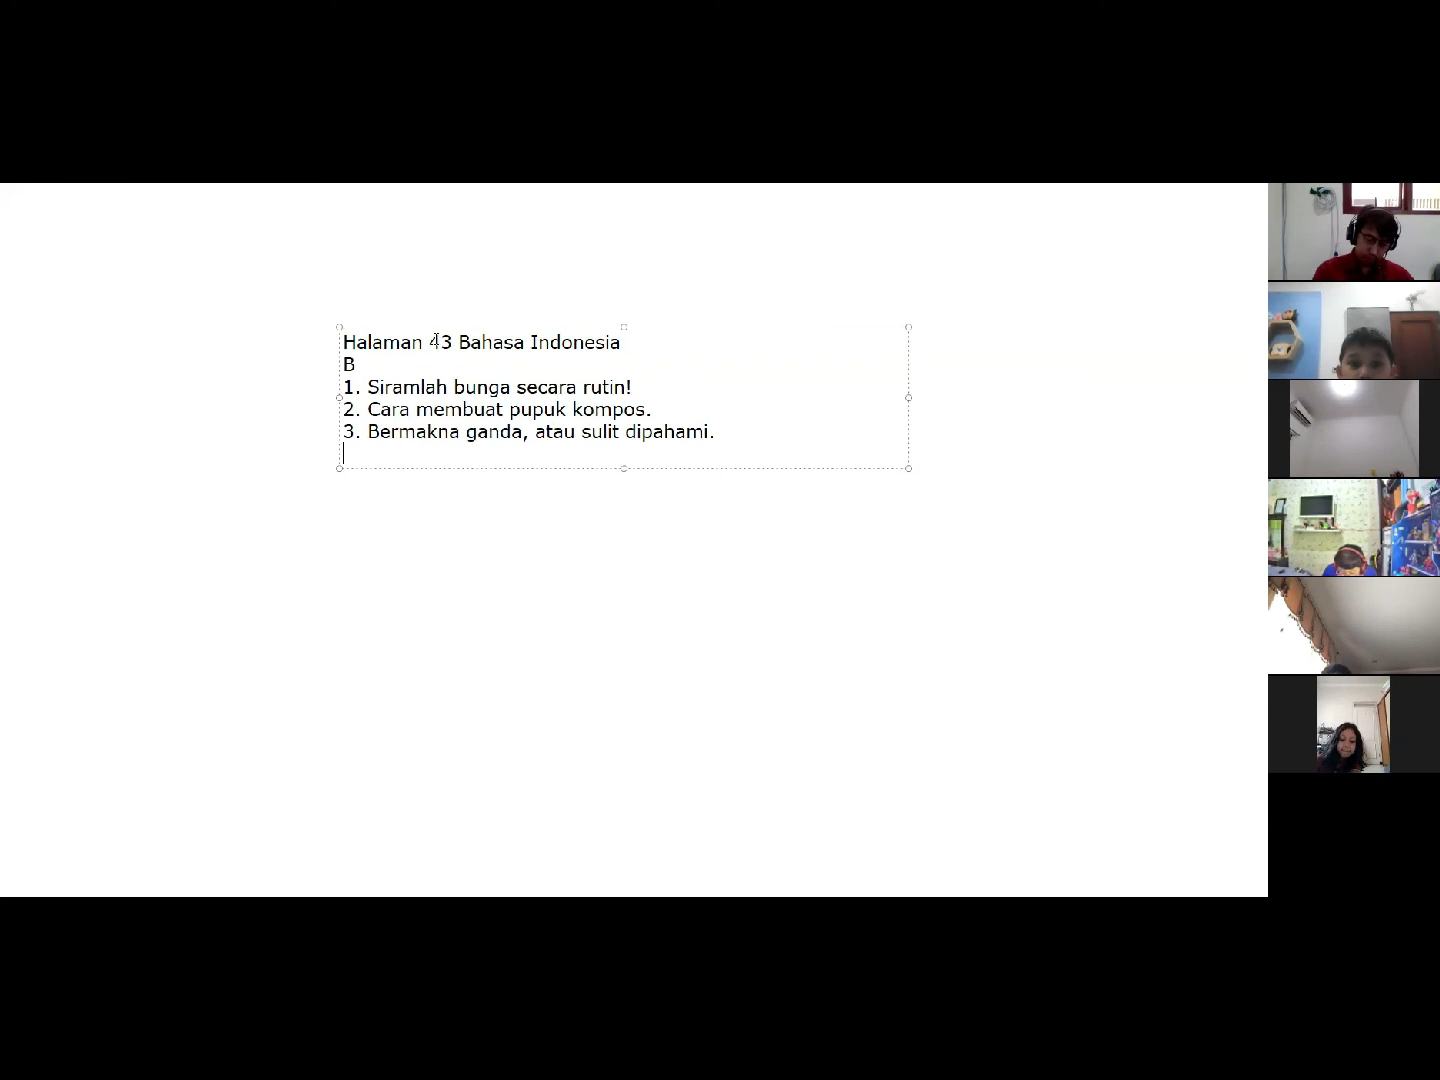 Halaman 43 Bahasa Indonesia
B
1. Siramlah bunga secara rutin!
2. Cara membuat pupuk kompos.
3. Bermakna ganda, atau sulit dipahami.